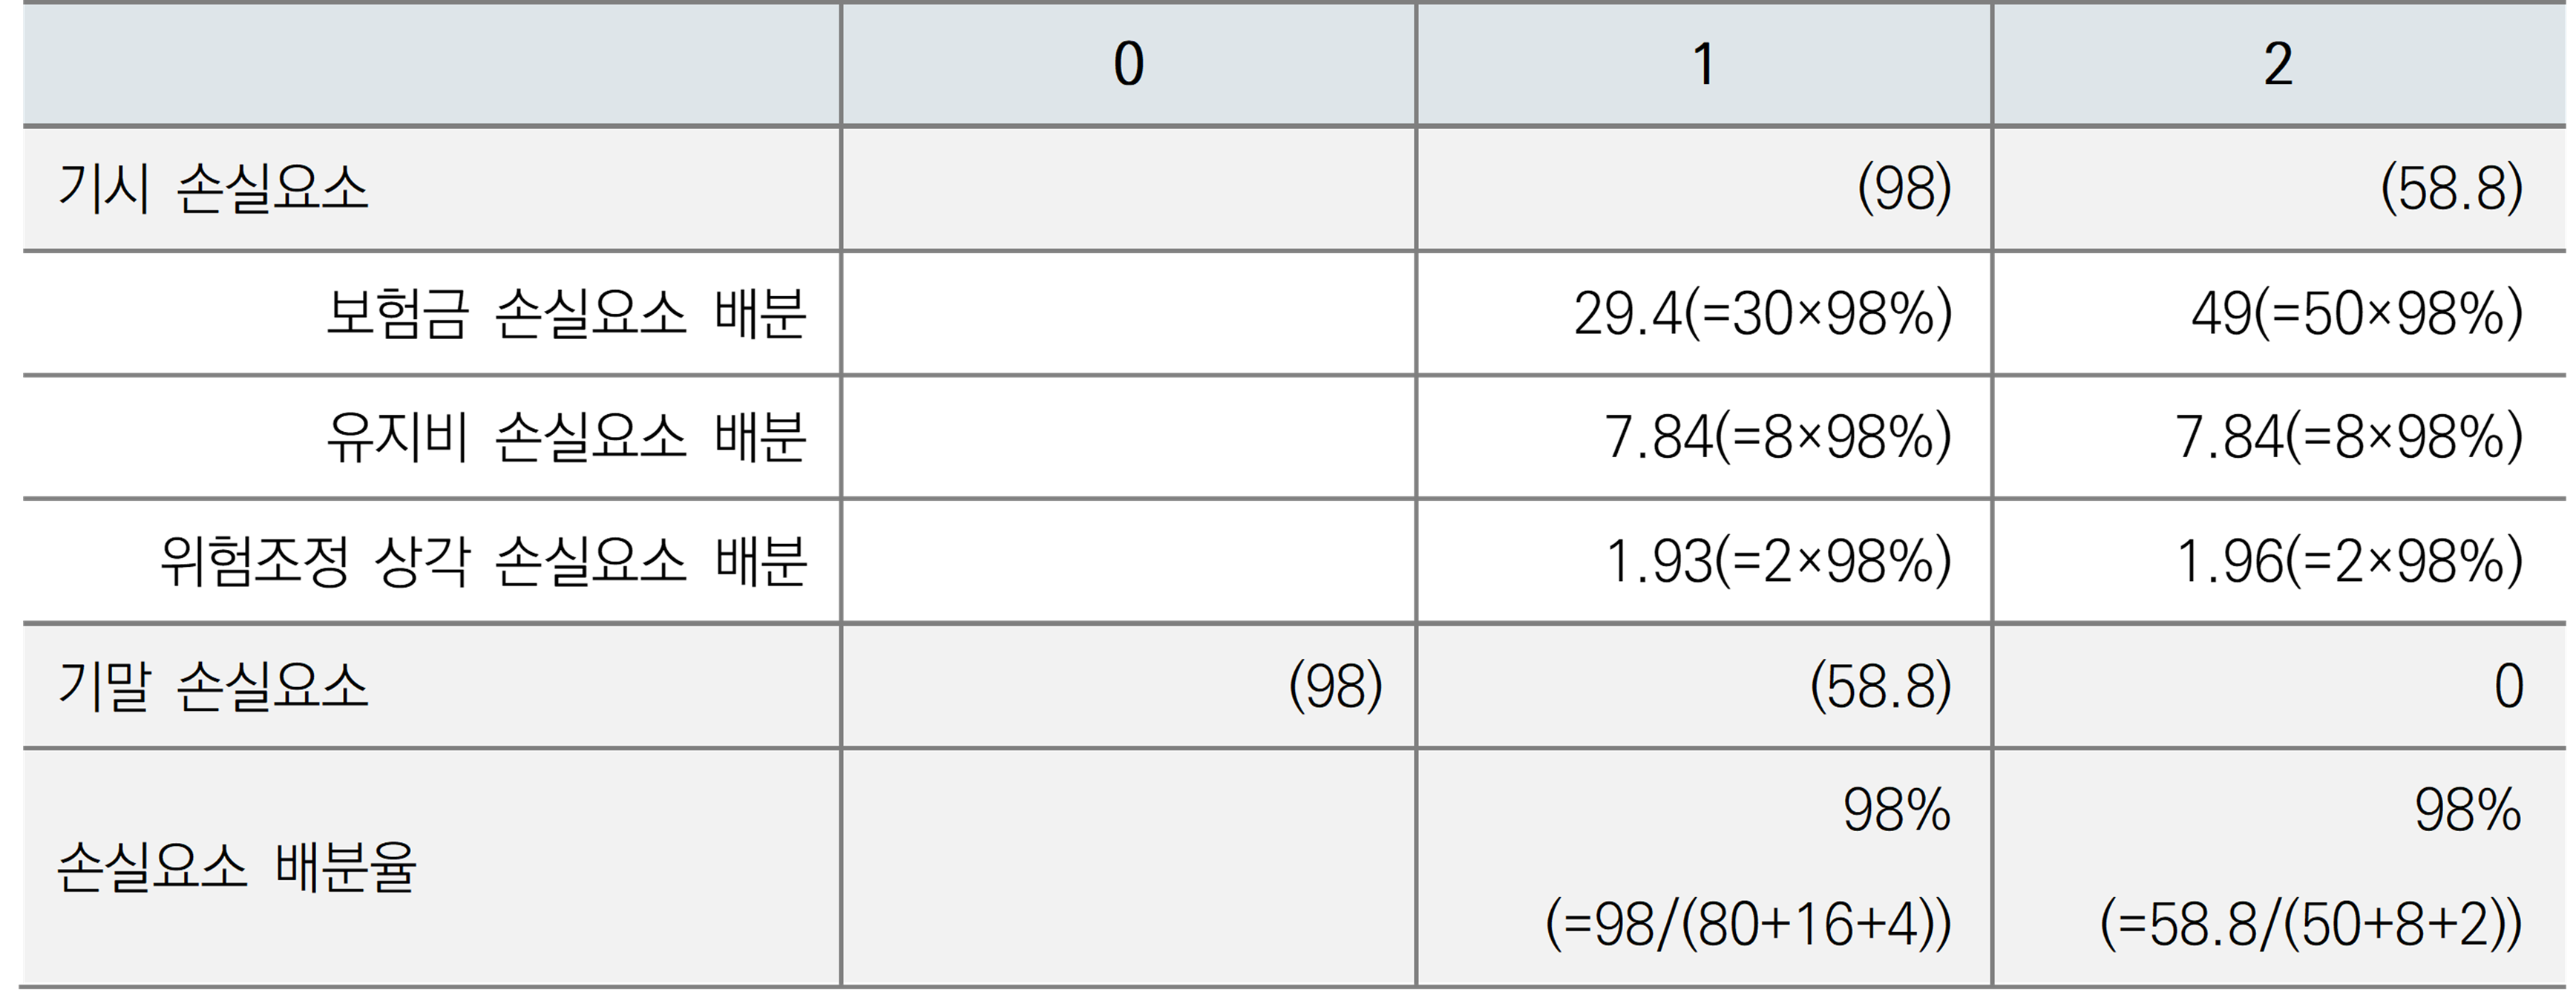 0 1 2
기시 손실요소 (98) (58.8)
보험금 손실요소 배분 29.4(=30×98%) 49(=50×98%)
유지비 손실요소 배분 7.84(=8×98%) 7.84(=8×98%)
위험조정 상각 손실요소 배분 1.93(=2×98%) 1.96(=2×98%)
기말 손실요소 (98) (58.8) 0
손실요소 배분율 98% 98%
(=98/(80+16+4)) (=58.8/(50+8+2))